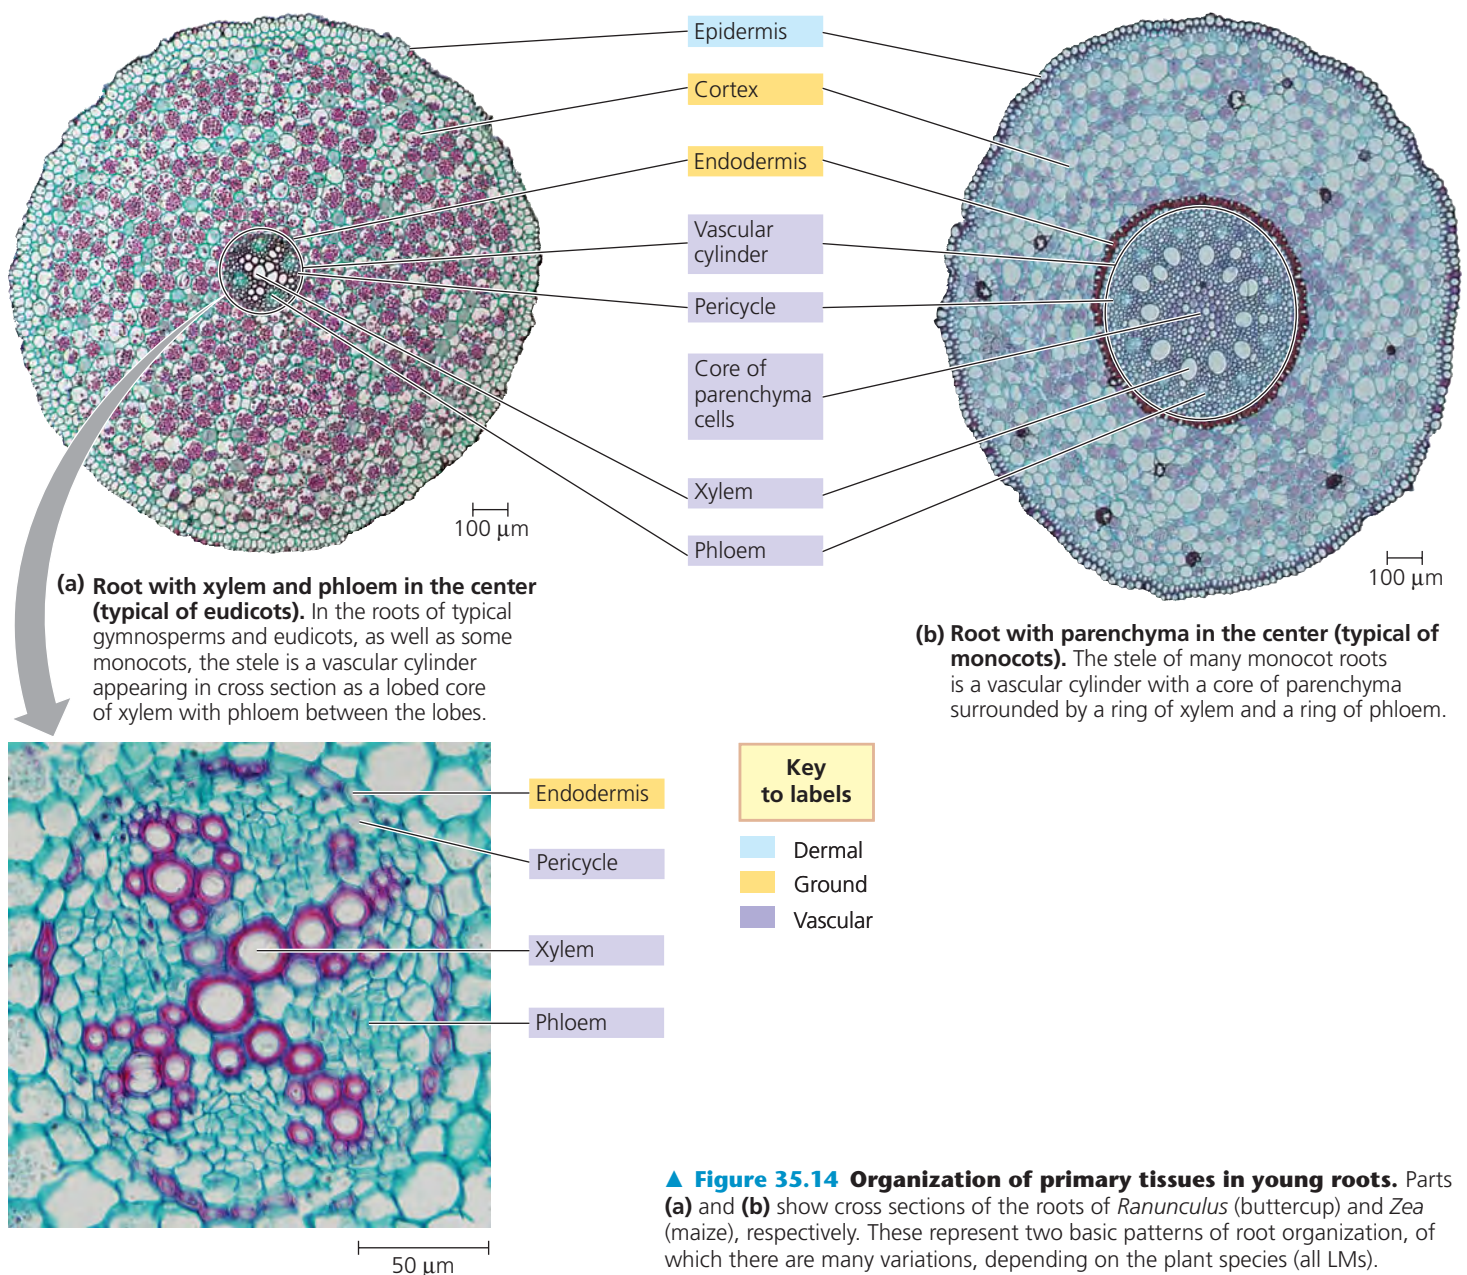 Epidermis
Cortex
Endodermis
Vascular
cylinder
Pericycle
Core of
parenchyma
cells
Xylem
Phloem
100 μm
100 μm
(a) Root with xylem and phloem in the center
(typical of eudicots). In the roots of typical
gymnosperms and eudicots, as well as some
monocots, the stele is a vascular cylinder
appearing in cross section as a lobed core
of xylem with phloem between the lobes.
(b) Root with parenchyma in the center (typical of
monocots). The stele of many monocot roots
is a vascular cylinder with a core of parenchyma
surrounded by a ring of xylem and a ring of phloem.
Endodermis
Pericycle
Xylem
Phloem
50 μm
Key
to labels
Dermal
Ground
Vascular
▲ Figure 35.14 Organization of primary tissues in young roots. Parts
(a) and (b) show cross sections of the roots of Ranunculus (buttercup) and Zea
(maize), respectively. These represent two basic patterns of root organization, of
which there are many variations, depending on the plant species (all LMs).